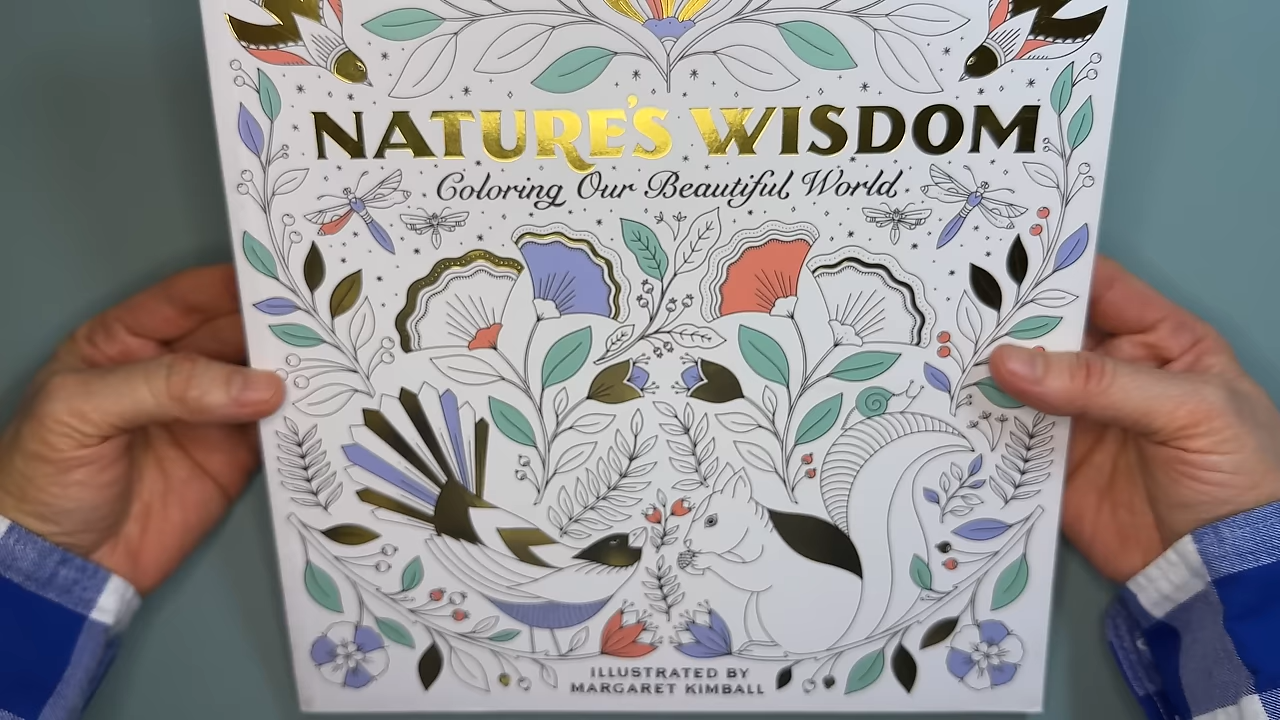 NATURE'S WISDOM
Coloring Our Beautiful World
ILLUSTRATED BY
MARGARET KIMBALL